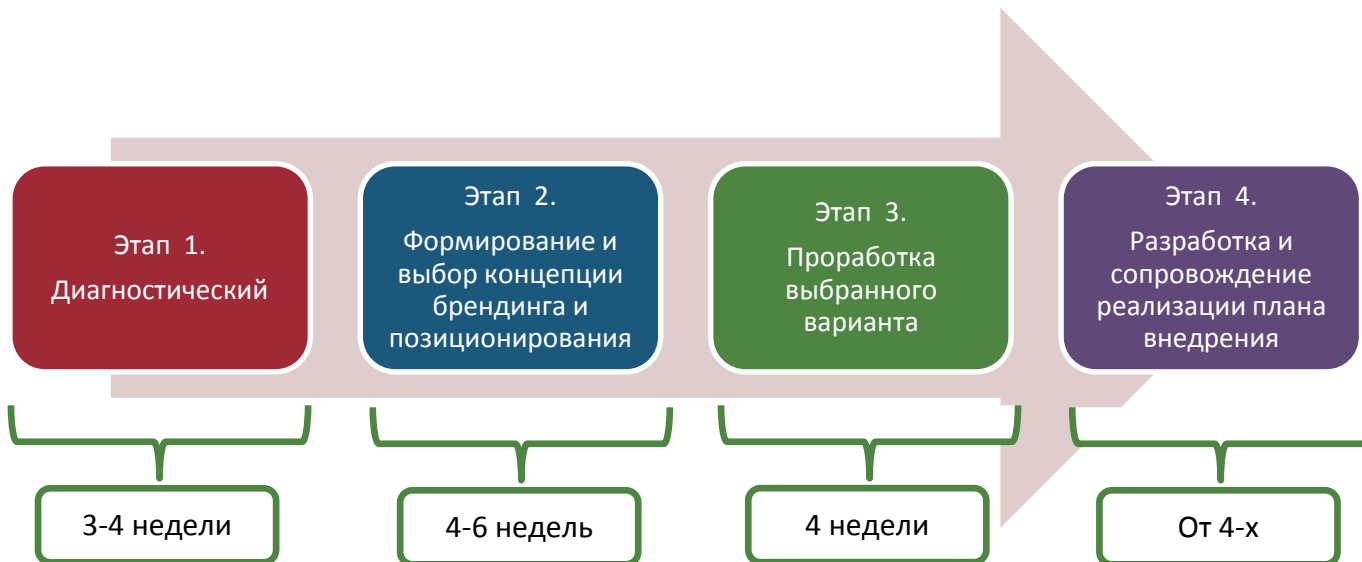 Этап 1.
Диагностический
Этап 2.
Формирование и
выбор концепции
брендинга и
позиционирования
Этап 3.
Проработка
выбранного
варианта
Этап 4.
Разработка и
сопровождение
реализации плана
внедрения
3-4 недели
4-6 недель
4 недели
От 4-х